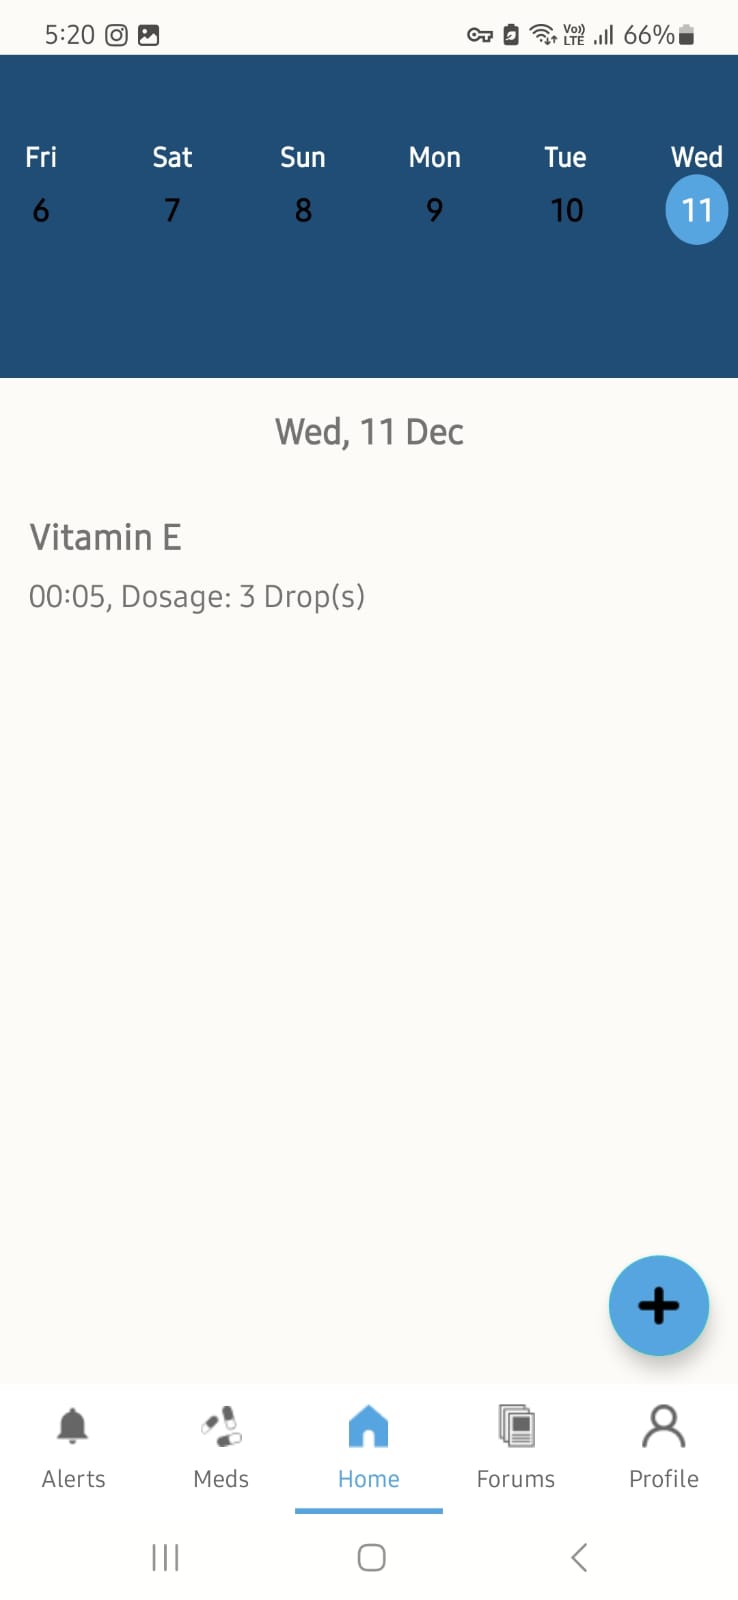 5:20 Vo)) LTE 66%
Fri Sat Sun Mon Tue Wed
6 7 8 9 10 11
Wed, 11 Dec
Vitamin E
00:05, Dosage: 3 Drop(s)
Alerts Meds Home Forums Profile